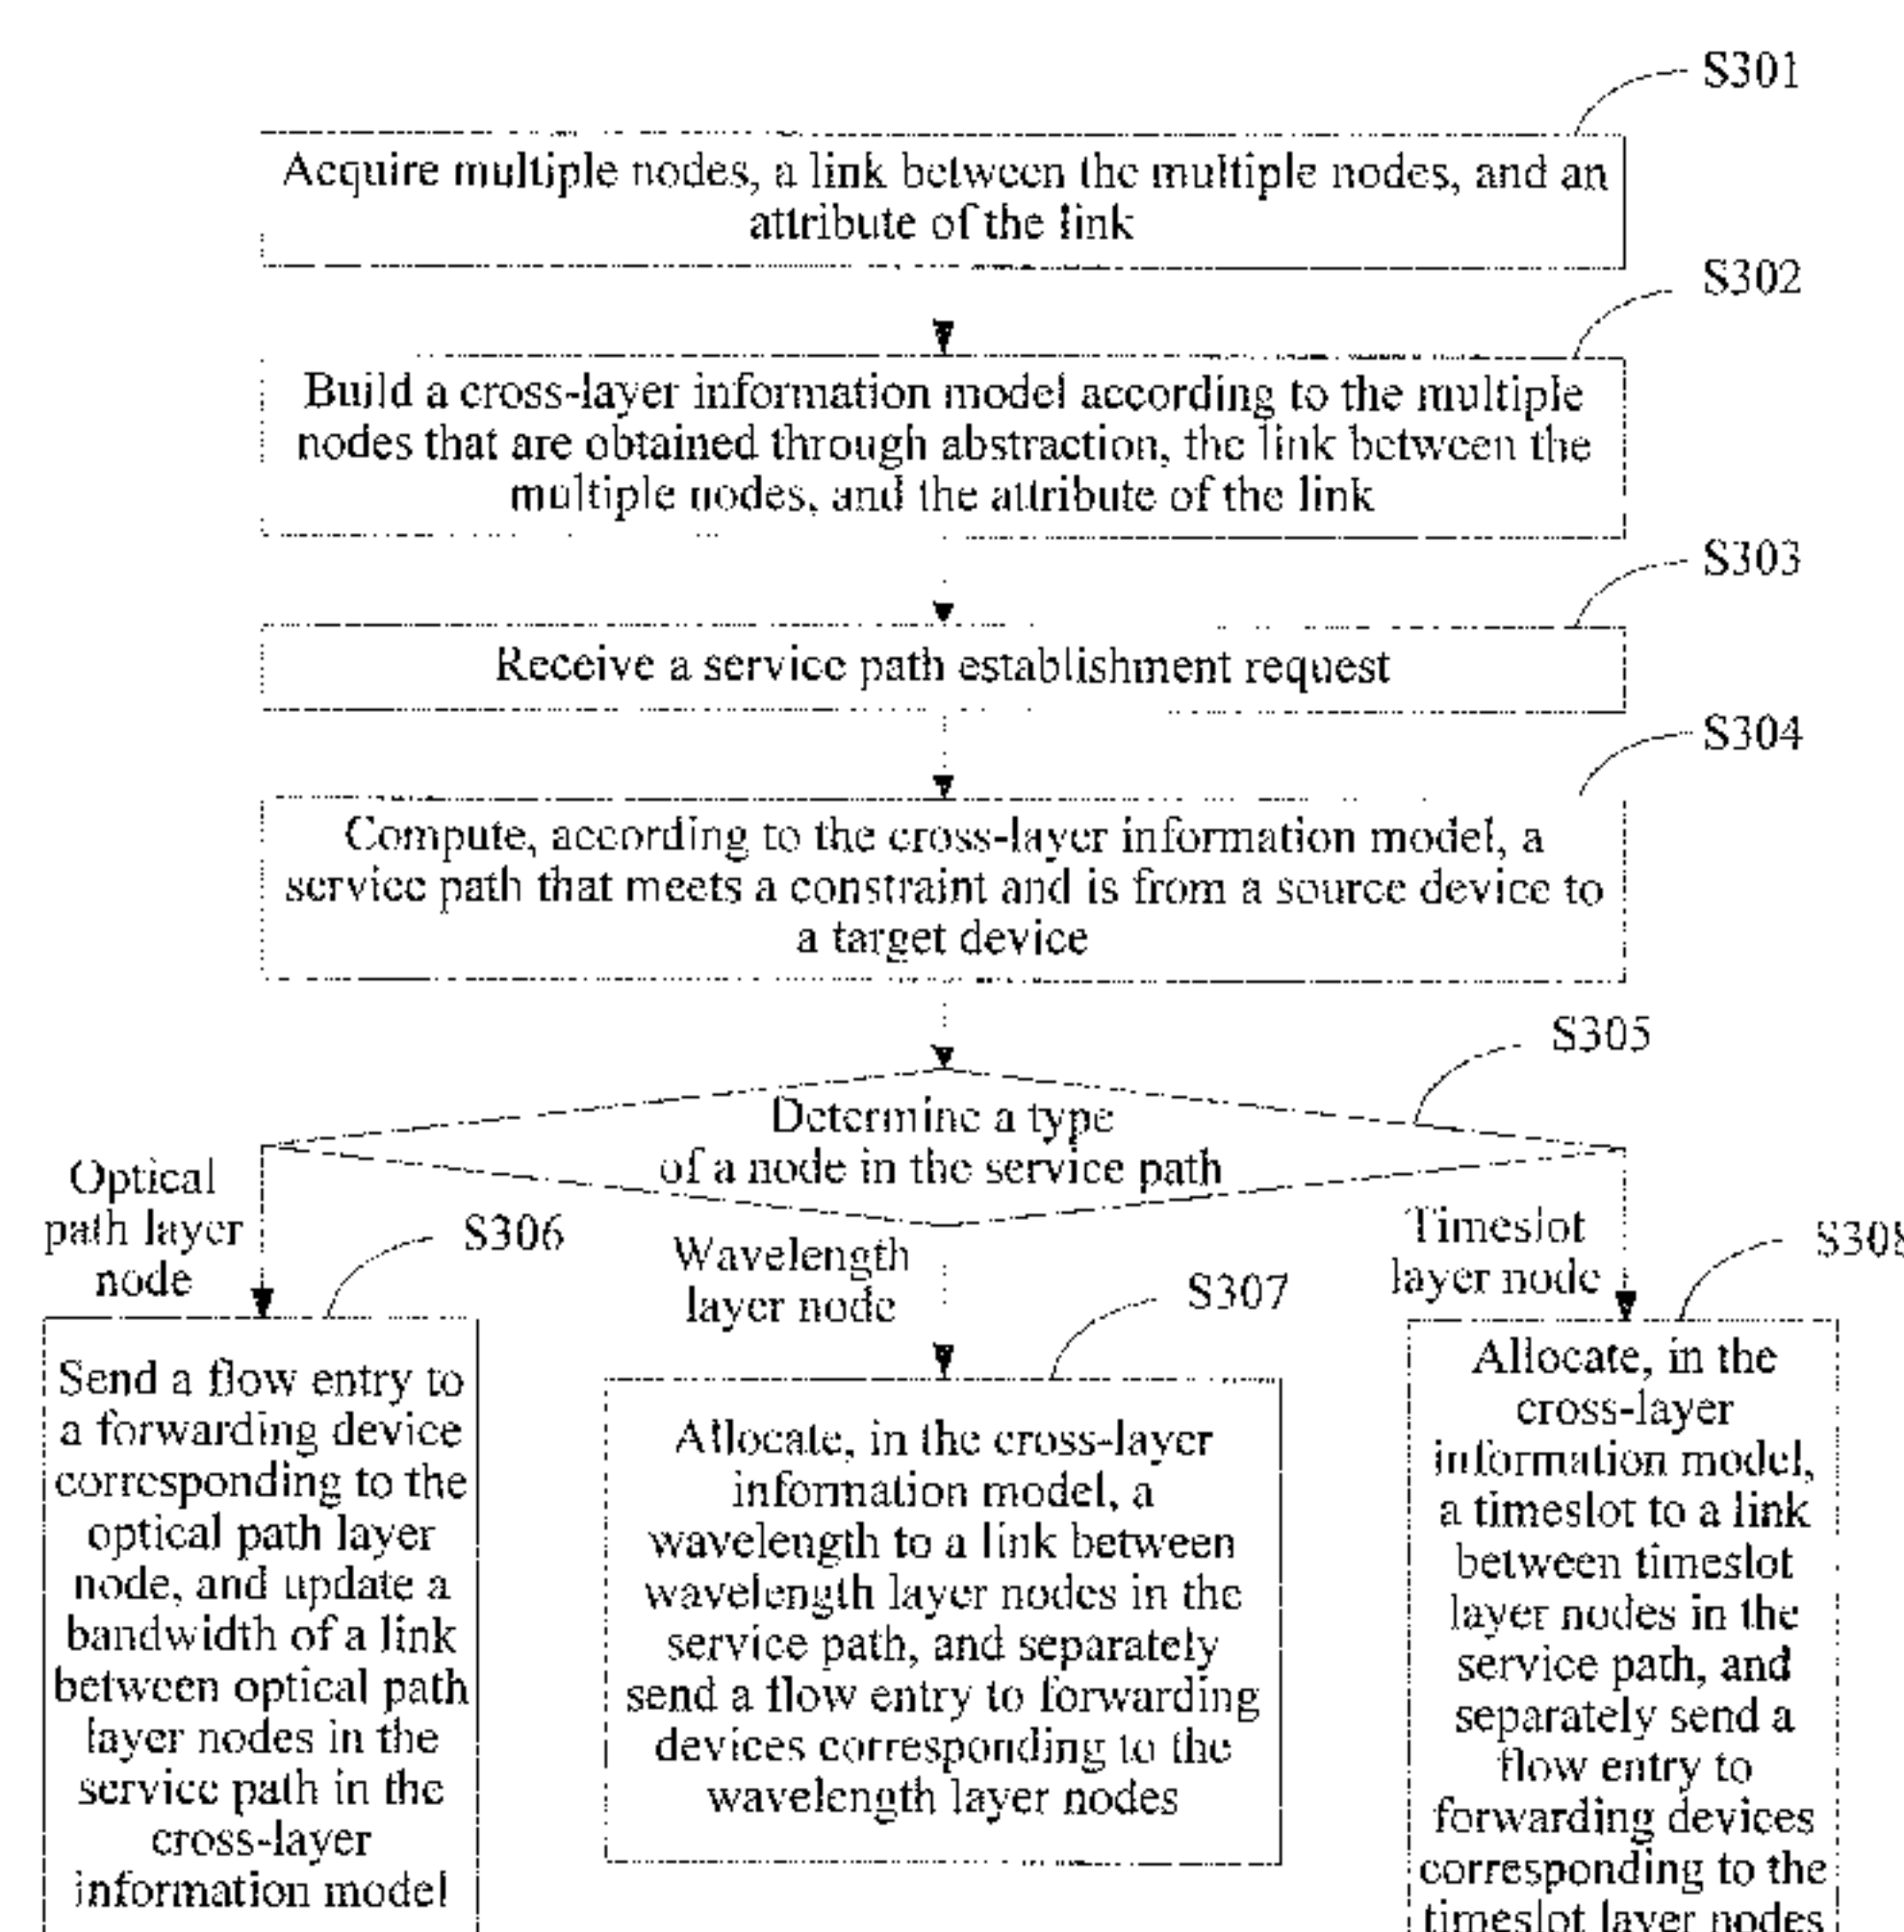 S301
Acquire multiple nodes, a link between the multiple nodes, and an
attribute of the link
S302
Build a cross-layer information model according to the multiple
nodes that are obtained through abstraction, the link between the
multiple nodes, and the attribute of the link
S303
Receive a service path establishment request
S304
Compute, according to the cross-layer information model, a
service path that meets a constraint and is from a source device to
a target device
S305
Determine a type
of a node in the service path
Optical
path layer
node
S306
Send a flow entry to
a forwarding device
corresponding to the
optical path layer
node, and update a
bandwidth of a link
between optical path
layer nodes in the
service path in the
cross-layer
information model
Wavelength
layer node
S307
Allocate, in the cross-layer
information model, a
wavelength to a link between
wavelength layer nodes in the
service path, and separately
send a flow entry to forwarding
devices corresponding to the
wavelength layer nodes
Timeslot
layer node
S308
Allocate, in the
cross-layer
information model,
a timeslot to a link
between timeslot
layer nodes in the
service path, and
separately send a
flow entry to
forwarding devices
corresponding to the
timeslot layer nodes